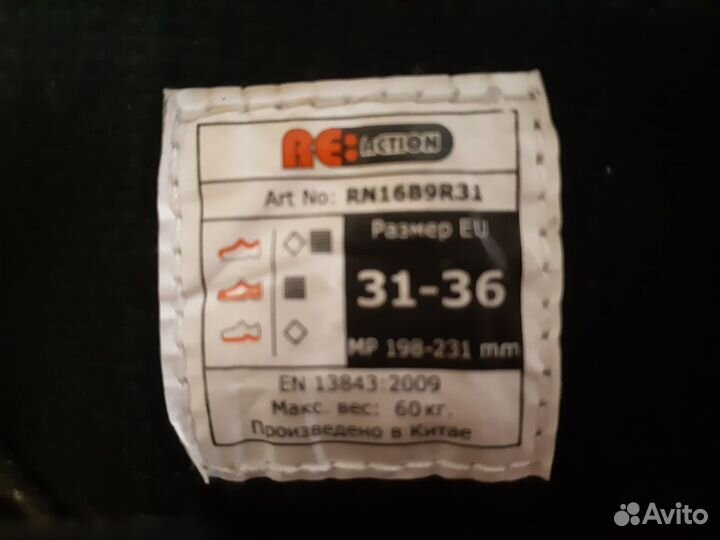 RE:ACTION
Art No: RN16B9R31
Размер EU
31-36
MP 198-231 mm
EN 13843:2009
Макс. вес: 60 кг.
Произведено в Китае
Avito